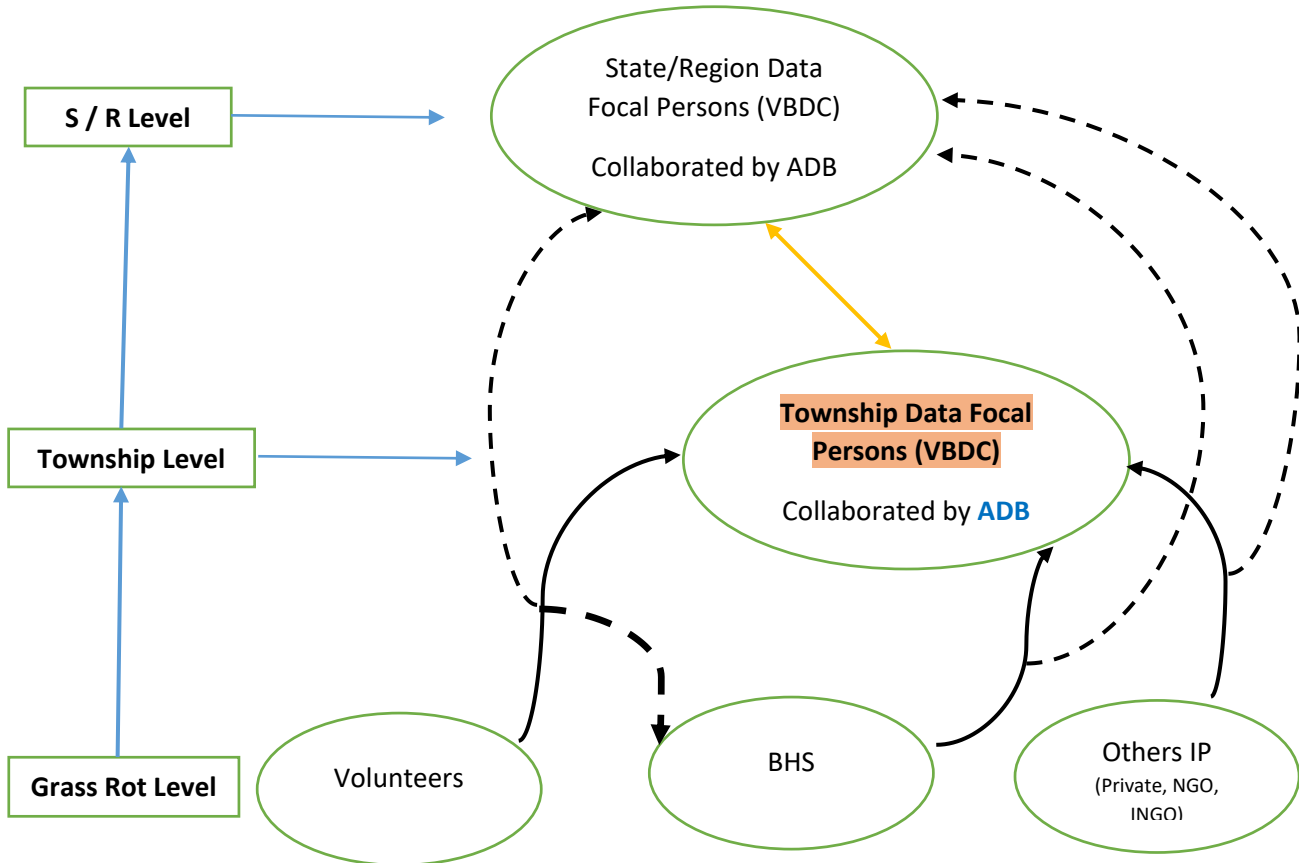 State/Region Data
Focal Persons (VBDC)
Collaborated by ADB
S / R Level
Township Data Focal
Persons (VBDC)
Collaborated by ADB
Township Level
Volunteers
BHS
Others IP
(Private, NGO,
INGO)
Grass Rot Level